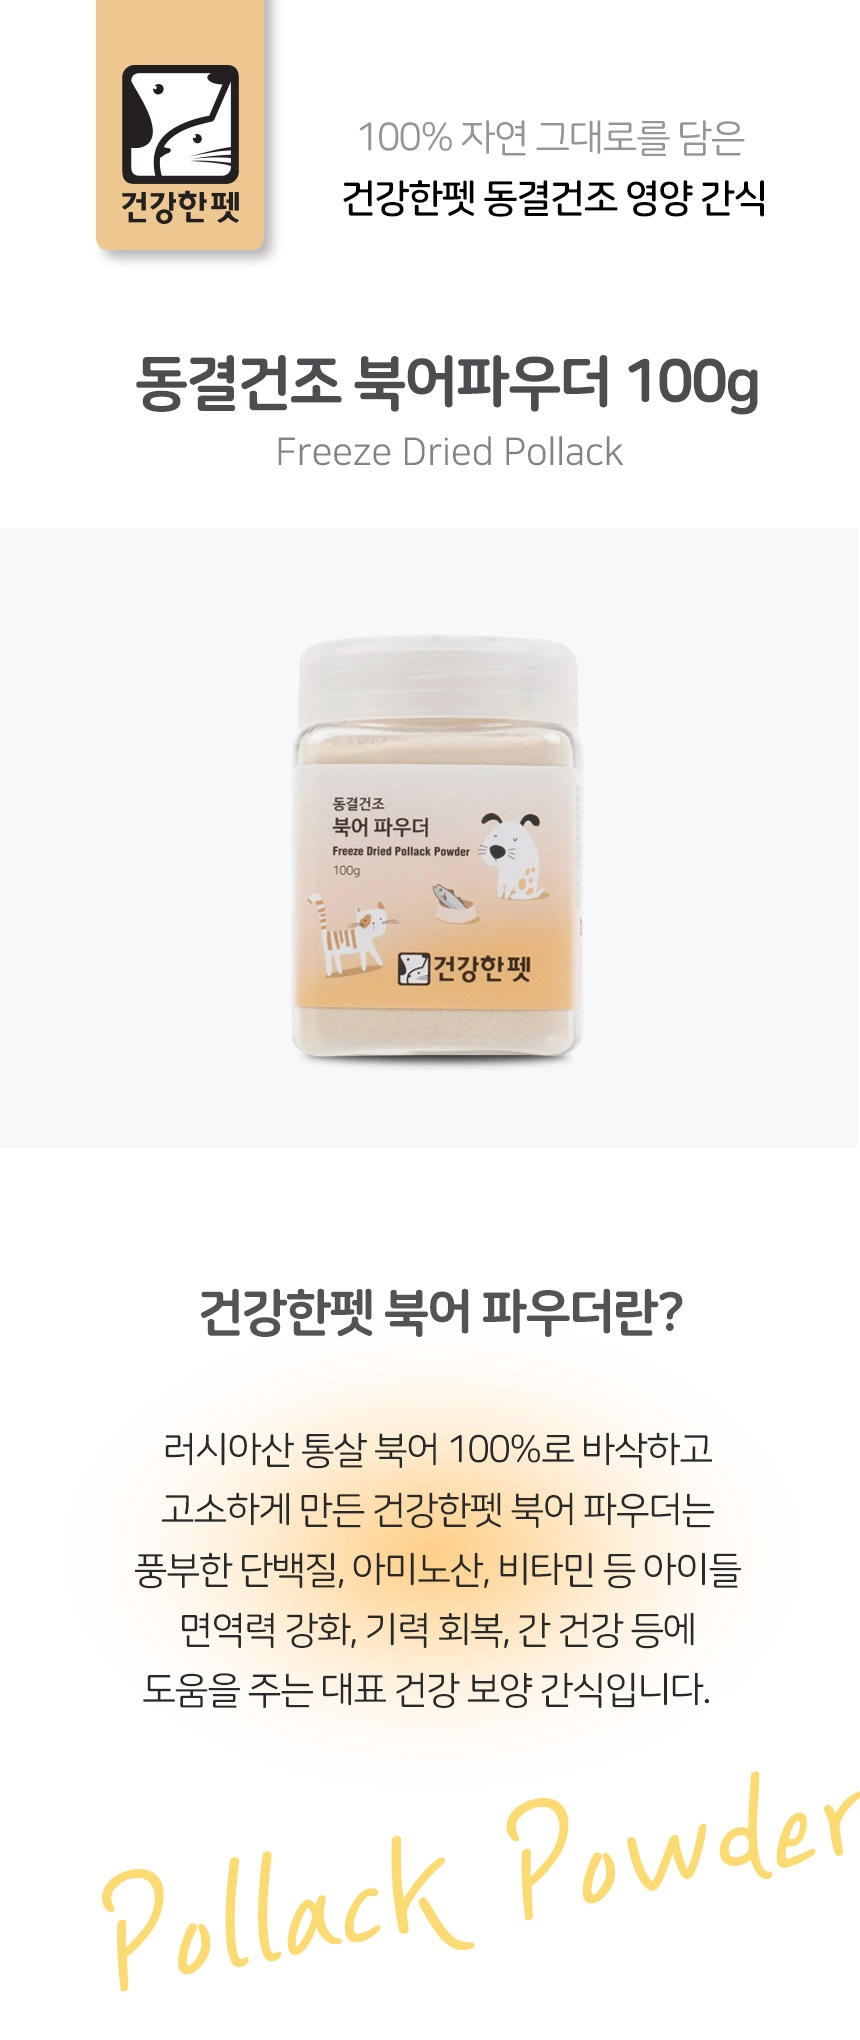 건강한펫
100% 자연 그대로를 담은
건강한펫 동결건조 영양 간식
동결건조 북어파우더 100g
Freeze Dried Pollack
동결건조
북어 파우더
Freeze Dried Pollack Powder
100g
건강한펫
건강한펫 북어 파우더란?
러시아산 통살 북어 100%로 바삭하고
고소하게 만든 건강한펫 북어 파우더는
풍부한 단백질, 아미노산, 비타민 등 아이들
면역력 강화, 기력 회복, 간 건강 등에
도움을 주는 대표 건강 보양 간식입니다.
Pollack Powder